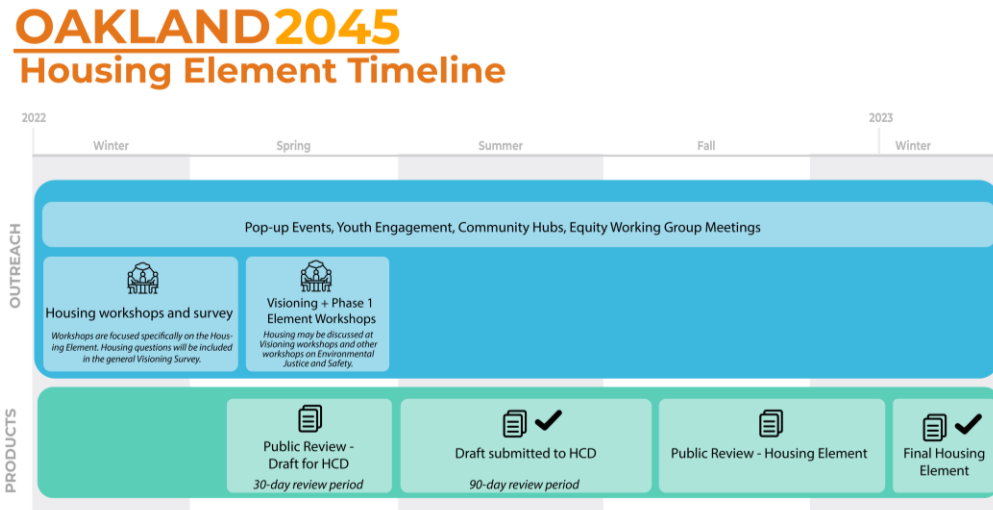 OAKLAND2045
Housing Element Timeline
2022
2023
Winter
Spring
Summer
Fall
Winter
OUTREACH
Pop-up Events, Youth Engagement, Community Hubs, Equity Working Group Meetings
Housing workshops and survey
Workshops are focused specifically on the Hous-
ing Element. Housing questions will be included
in the general Visioning Survey.
Visioning + Phase 1
Element Workshops
Housing may be discussed at
Visioning workshops and other
workshops on Environmental
Justice and Safety.
PRODUCTS
Public Review -
Draft for HCD
30-day review period
Draft submitted to HCD
90-day review period
Public Review - Housing Element
Final Housing
Element